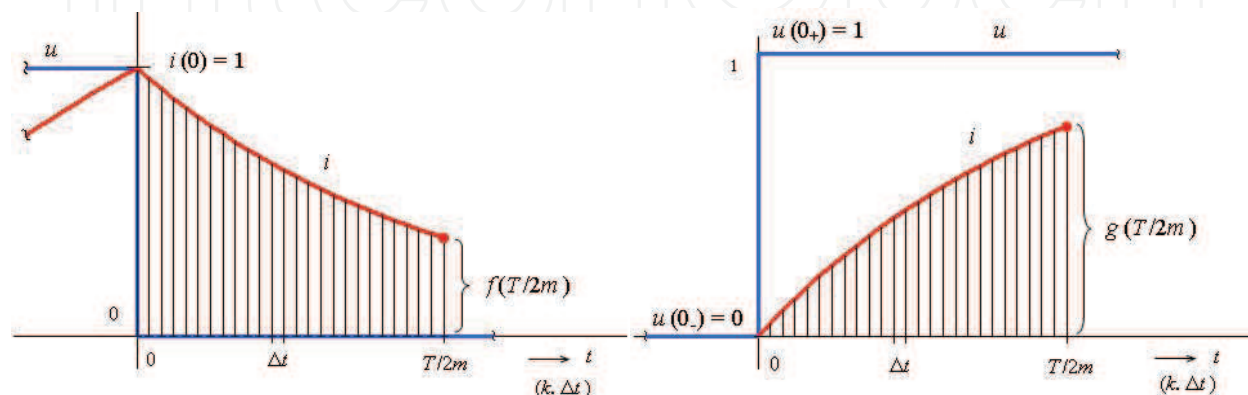 u
i (0) = 1
i
0
f(T/2m)
0
Δt
T/2m
t
(k. Δt)
u (0₊) = 1
u
1
i
g (T/2m)
u (0₋) = 0
0
Δt
T/2m
t
(k. Δt)